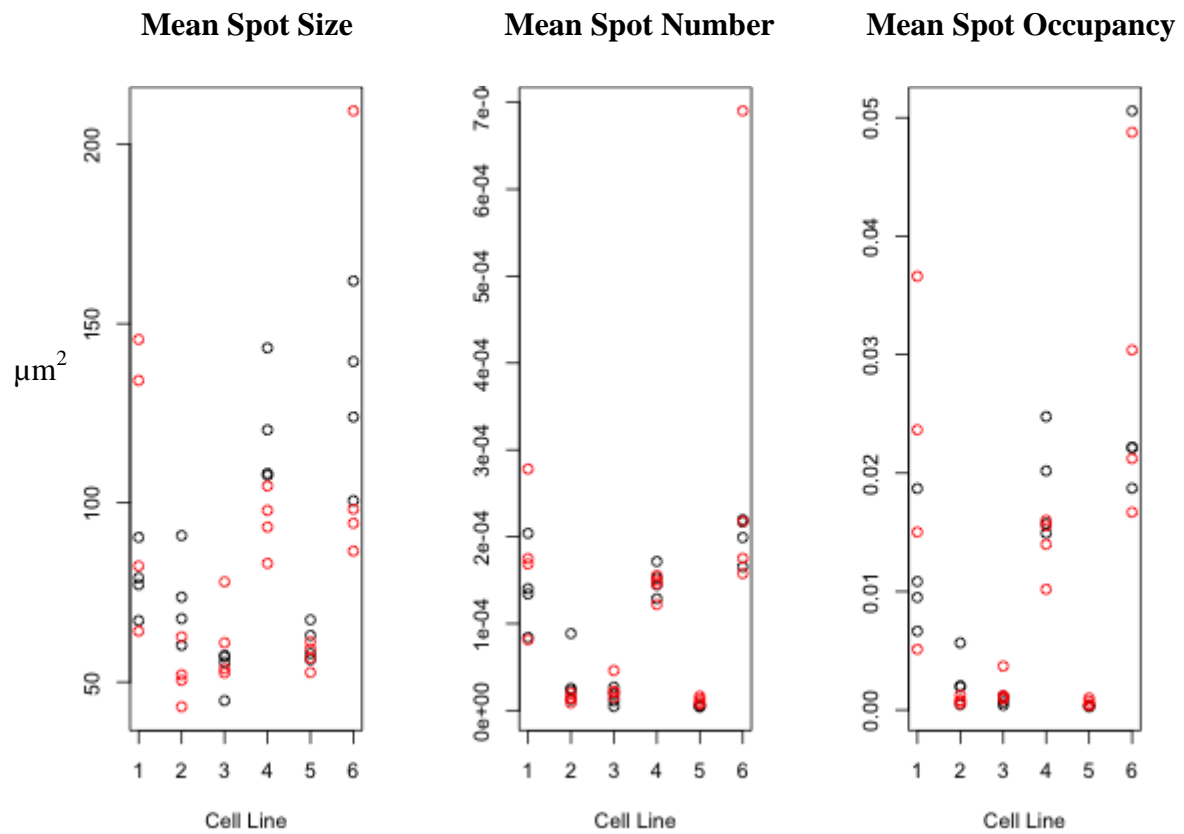 Mean Spot Size
Mean Spot Number
Mean Spot Occupancy
µm²
200
150
100
50
1 2 3 4 5 6
Cell Line
7e-0
6e-04
5e-04
4e-04
3e-04
2e-04
1e-04
0e+00
1 2 3 4 5 6
Cell Line
0.05
0.04
0.03
0.02
0.01
0.00
1 2 3 4 5 6
Cell Line